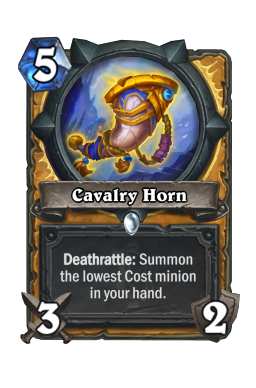 5
Cavalry Horn
Deathrattle: Summon
the lowest Cost minion
in your hand.
3
2